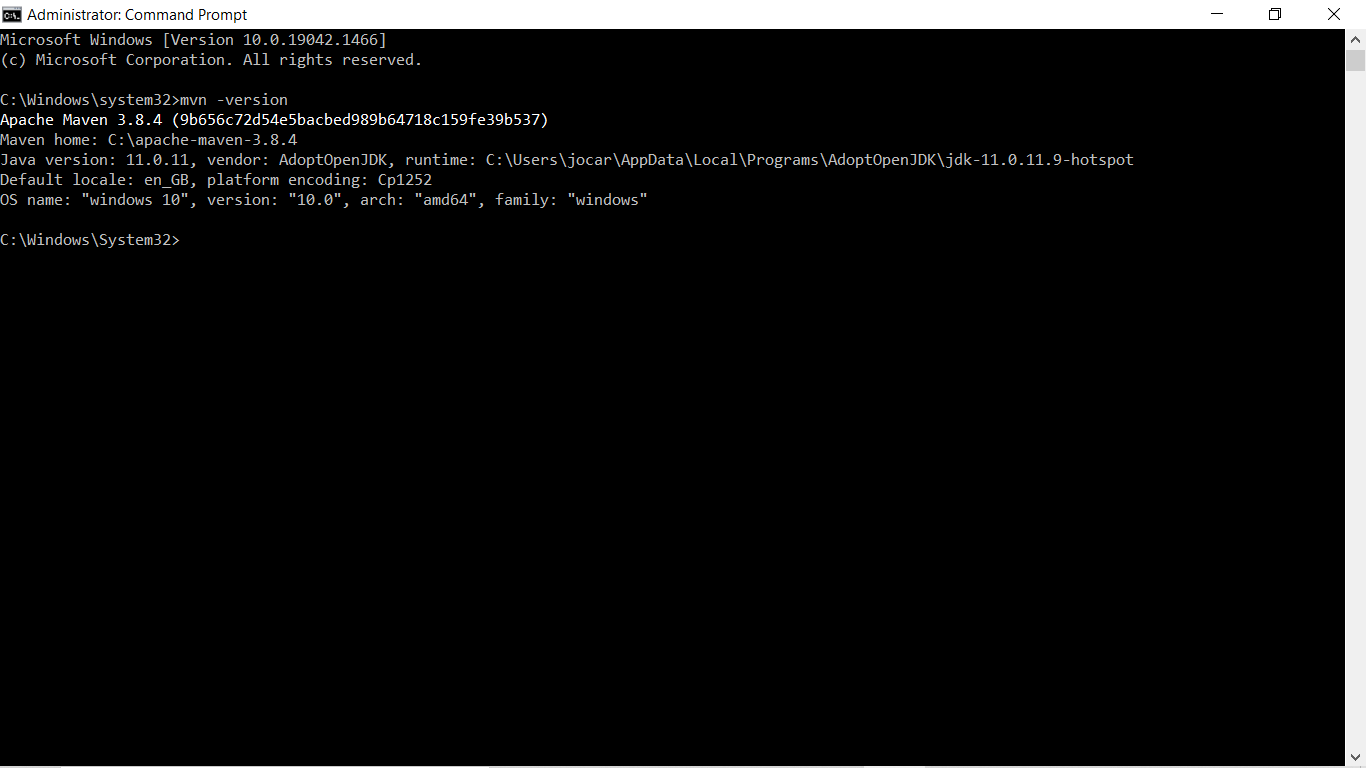 Administrator: Command Prompt
Microsoft Windows [Version 10.0.19042.1466]
(c) Microsoft Corporation. All rights reserved.
C:\Windows\system32>mvn -version
Apache Maven 3.8.4 (9b656c72d54e5bacbed989b64718c159fe39b537)
Maven home: C:\apache-maven-3.8.4
Java version: 11.0.11, vendor: AdoptOpenJDK, runtime: C:\Users\jocar\AppData\Local\Programs\AdoptOpenJDK\jdk-11.0.11.9-hotspot
Default locale: en_GB, platform encoding: Cp1252
OS name: "windows 10", version: "10.0", arch: "amd64", family: "windows"
C:\Windows\System32>